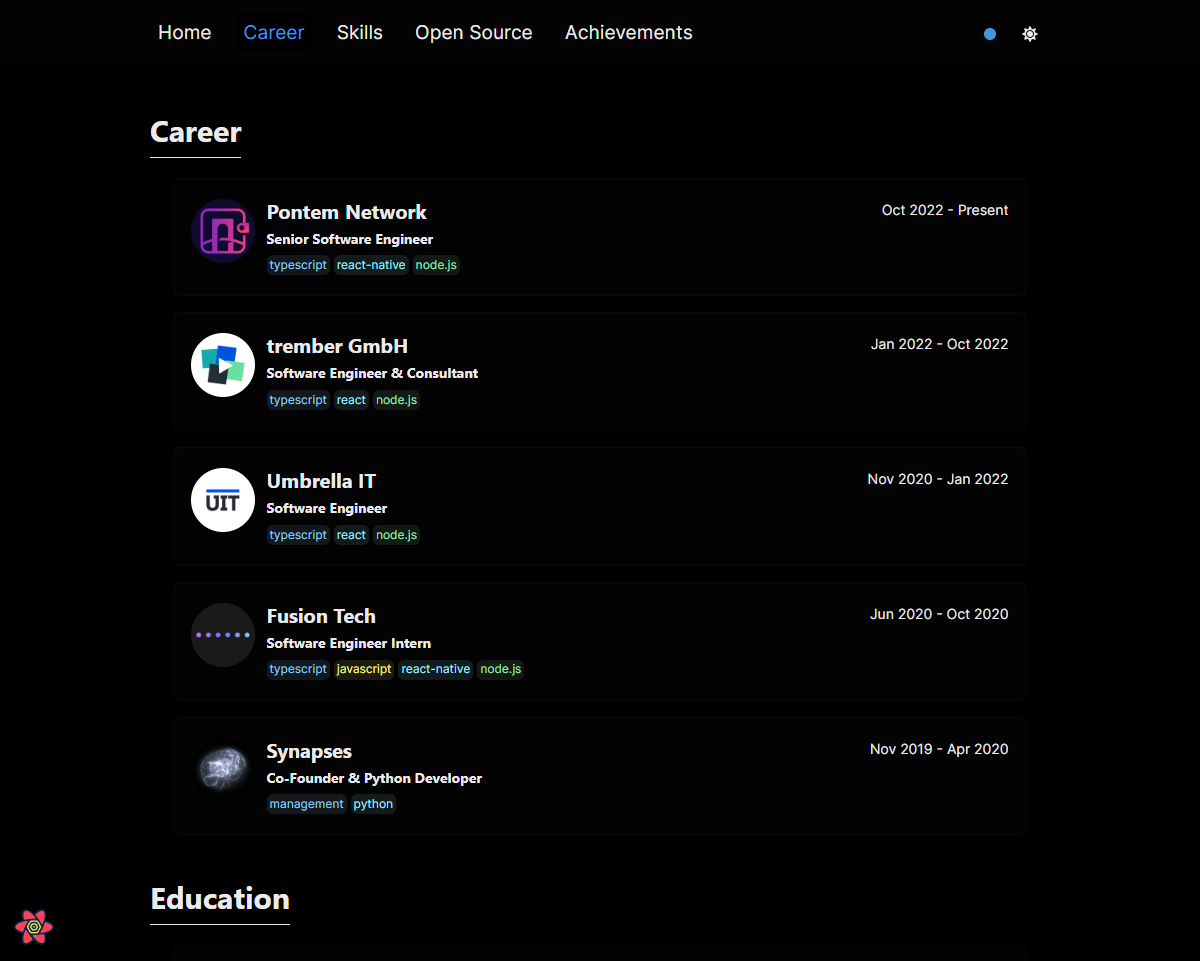 Home Career Skills Open Source Achievements
Career
Pontem Network
Oct 2022 - Present
Senior Software Engineer
typescript react-native node.js
trember GmbH
Jan 2022 - Oct 2022
Software Engineer & Consultant
typescript react node.js
UIT
Umbrella IT
Nov 2020 - Jan 2022
Software Engineer
typescript react node.js
Fusion Tech
Jun 2020 - Oct 2020
Software Engineer Intern
typescript javascript react-native node.js
Synapses
Nov 2019 - Apr 2020
Co-Founder & Python Developer
management python
Education